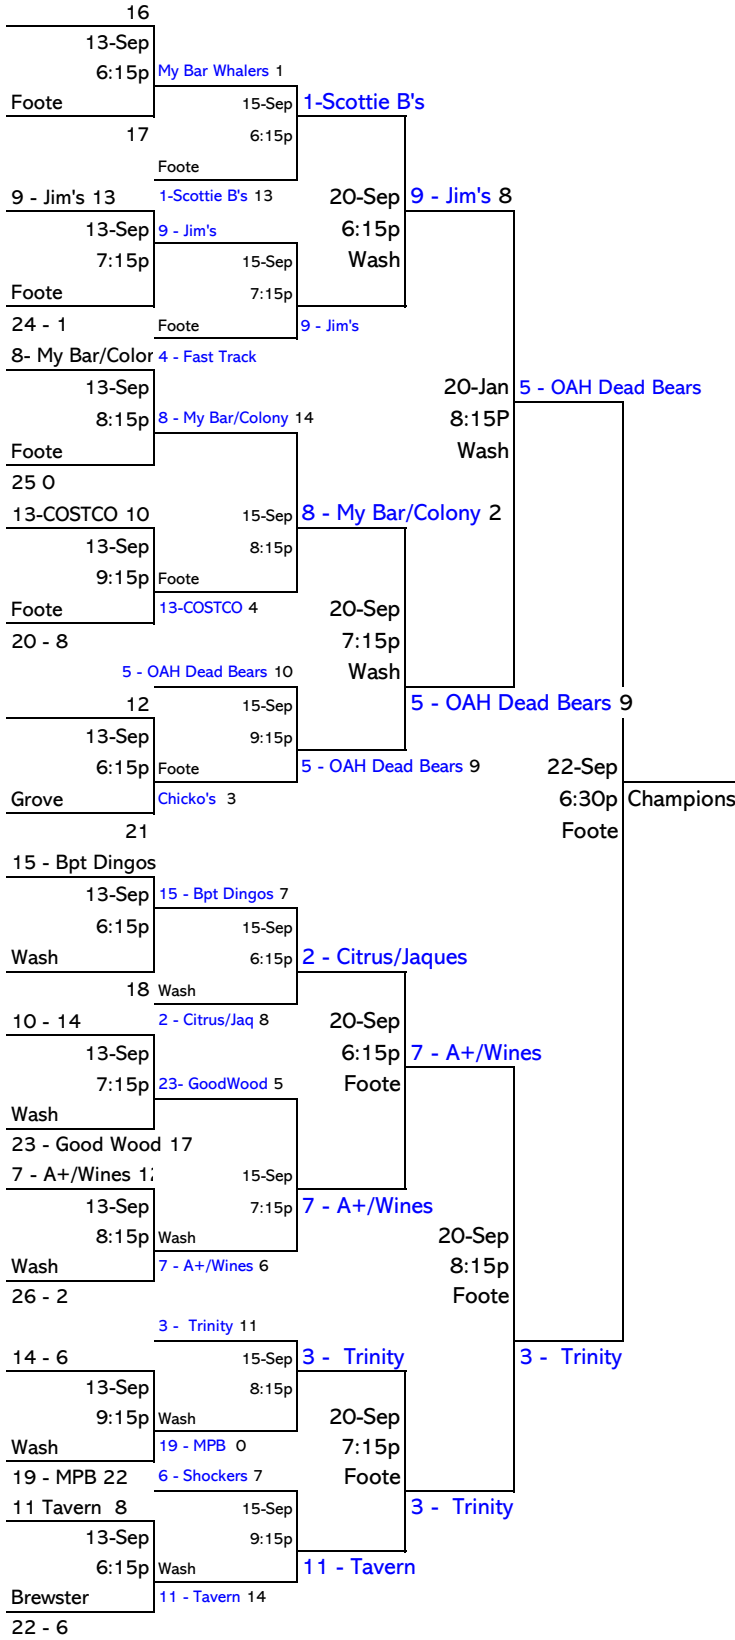 16
13-Sep
6:15p My Bar Whalers 1
Foote 15-Sep 1-Scottie B's
17 6:15p
Foote
9 - Jim's 13 1-Scottie B's 13 20-Sep 9 - Jim's 8
13-Sep 9 - Jim's 6:15p
7:15p 15-Sep Wash
Foote 7:15p
24 - 1 Foote 9 - Jim's
8- My Bar/Color 4 - Fast Track
13-Sep 20-Jan 5 - OAH Dead Bears
8:15p 8 - My Bar/Colony 14 8:15P
Foote Wash
25 0
13-COSTCO 10 15-Sep 8 - My Bar/Colony 2
13-Sep 8:15p
9:15p Foote
Foote 13-COSTCO 4 20-Sep
20 - 8 7:15p
5 - OAH Dead Bears 10 Wash
12 15-Sep 5 - OAH Dead Bears 9
13-Sep 9:15p
6:15p Foote 5 - OAH Dead Bears 9 22-Sep
Grove Chicko's 3 6:30p Champions
21 Foote
15 - Bpt Dingos
13-Sep 15 - Bpt Dingos 7
6:15p 15-Sep
Wash 6:15p 2 - Citrus/Jaques
18 Wash
10 - 14 2 - Citrus/Jaq 8 20-Sep
13-Sep 6:15p 7 - A+/Wines
7:15p 23- GoodWood 5 Foote
Wash
23 - Good Wood 17
7 - A+/Wines 12 15-Sep
13-Sep 7:15p 7 - A+/Wines
8:15p Wash 20-Sep
Wash 7 - A+/Wines 6 8:15p
26 - 2 Foote
3 - Trinity 11
14 - 6 15-Sep 3 - Trinity 3 - Trinity
13-Sep 8:15p
9:15p Wash 20-Sep
Wash 19 - MPB 0 7:15p
19 - MPB 22 6 - Shockers 7 Foote
11 Tavern 8 15-Sep 3 - Trinity
13-Sep 9:15p
6:15p Wash 11 - Tavern
Brewster 11 - Tavern 14
22 - 6